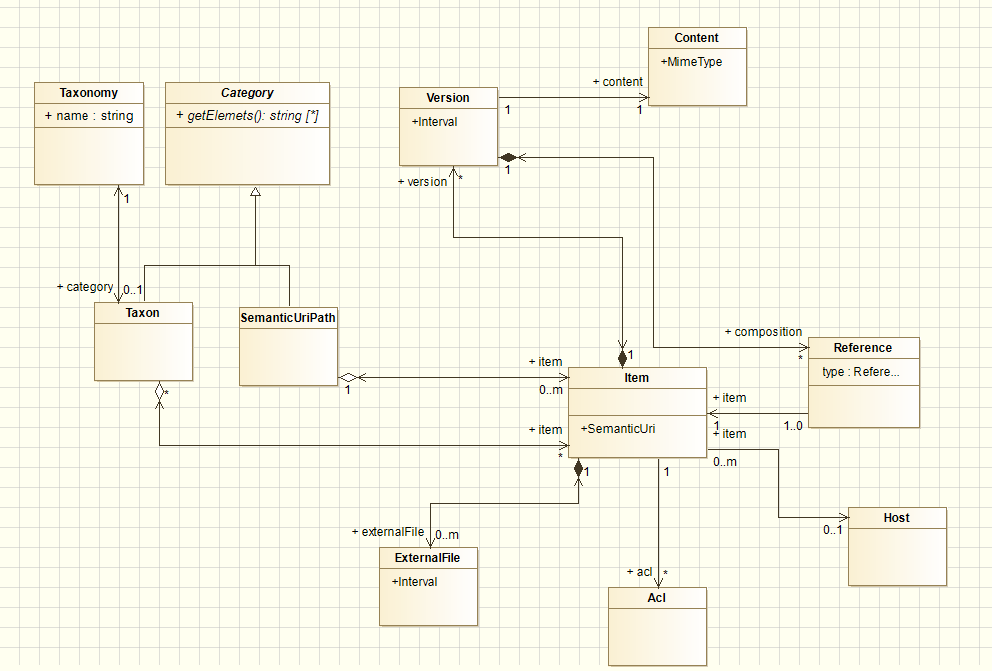 Content
+MimeType
+ content
1
1
Taxonomy
+ name : string
Category
+ getElemets(): string [*]
Version
+Interval
1
+ version
*
1
+ category
0..1
Taxon
SemanticUriPath
+ composition
*
Reference
type : Refere...
1
+ item
0..m
1
Item
+SemanticUri
+ item
1
1..0
*
+ item
*
+ item
0..m
1
1
Host
0..1
+ externalFile
0..m
ExternalFile
+Interval
+ acl
*
Acl